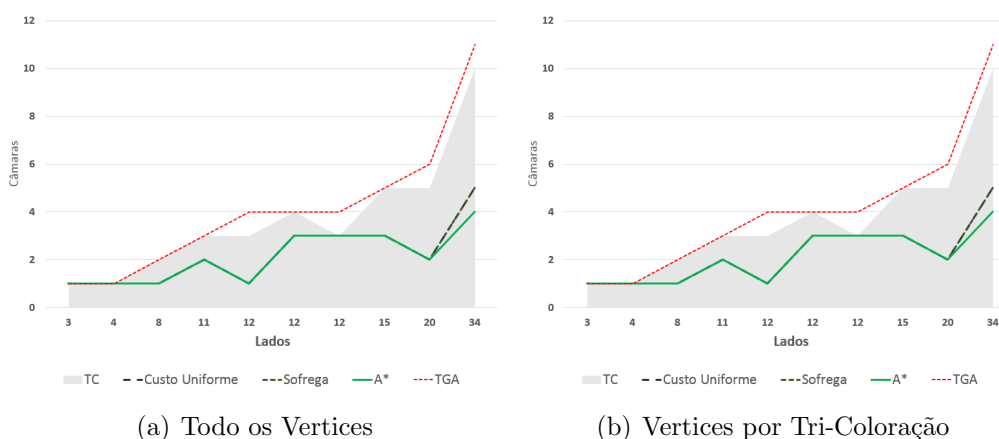 12
10
8
6
4
2
0
Câmaras
3 4 8 11 12 12 12 15 20 34
Lados
TC Custo Uniforme Sofrega A* TGA
(a) Todo os Vertices
12
10
8
6
4
2
0
Câmaras
3 4 8 11 12 12 12 15 20 34
Lados
TC Custo Uniforme Sofrega A* TGA
(b) Vertices por Tri-Coloração